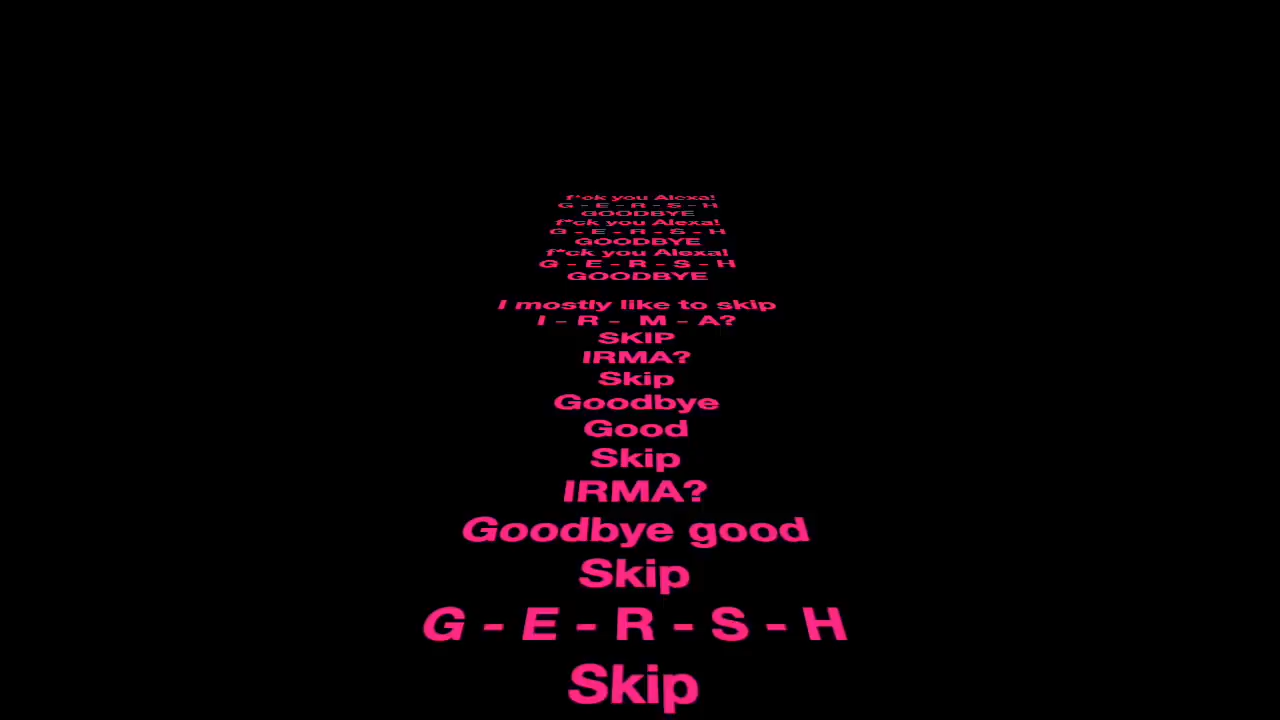 f*ck you Alexa!
G - E - R - S - H
GOODBYE
f*ck you Alexa!
G - E - R - S - H
GOODBYE
f*ck you Alexa!
G - E - R - S - H
GOODBYE
I mostly like to skip
I - R - M - A?
SKIP
IRMA?
Skip
Goodbye
Good
Skip
IRMA?
Goodbye good
Skip
G - E - R - S - H
Skip